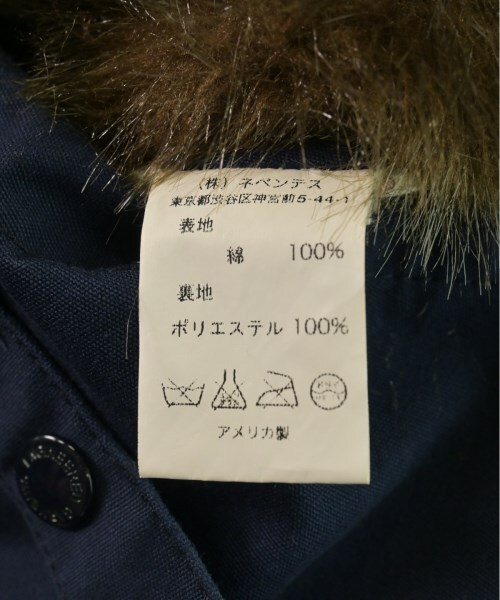 (株) ネペンテス
東京都渋谷区神宮前5-44-1
表地
綿 100%
裏地
ポリエステル 100%
アメリカ製